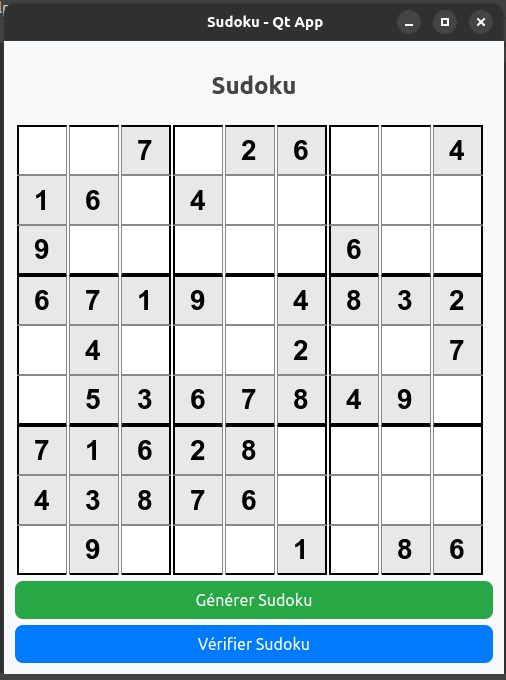 Sudoku - Qt App
Sudoku
7 2 6 4
1 6 4
9 6
6 7 1 9 4 8 3 2
4 2 7
5 3 6 7 8 4 9
7 1 6 2 8
4 3 8 7 6
9 1 8 6
Générer Sudoku
Vérifier Sudoku